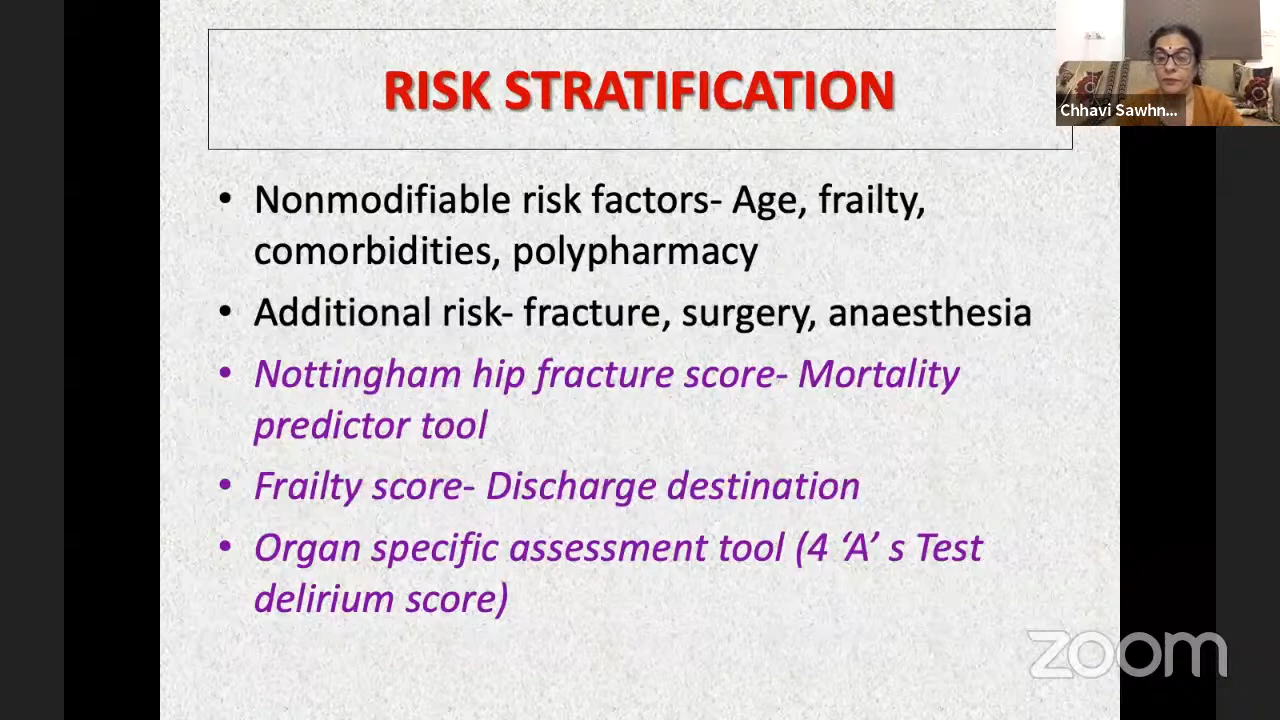 RISK STRATIFICATION
Chhavi Sawhn...
• Nonmodifiable risk factors- Age, frailty,
comorbidities, polypharmacy
• Additional risk- fracture, surgery, anaesthesia
• Nottingham hip fracture score- Mortality
predictor tool
• Frailty score- Discharge destination
• Organ specific assessment tool (4 ‘A’ s Test
delirium score)
zoom